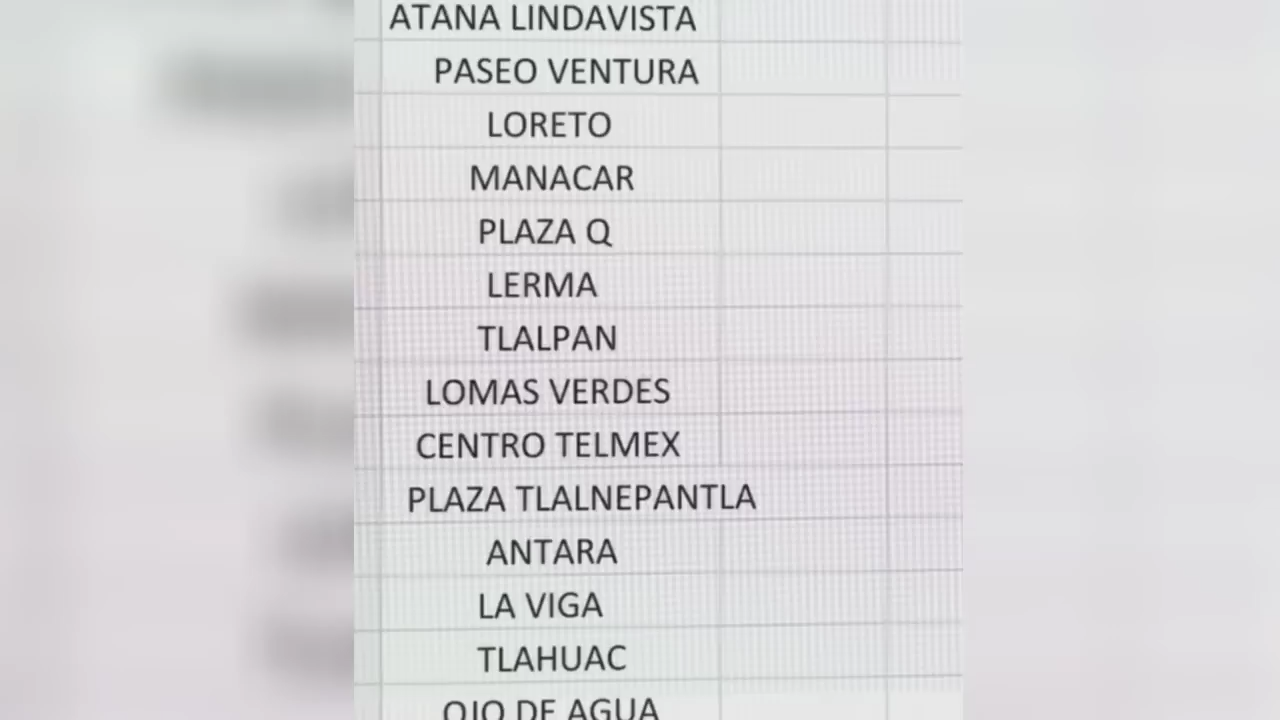 ATANA LINDAVISTA
PASEO VENTURA
LORETO
MANACAR
PLAZA Q
LERMA
TLALPAN
LOMAS VERDES
CENTRO TELMEX
PLAZA TLALNEPANTLA
ANTARA
LA VIGA
TLAHUAC
OJO DE AGUA